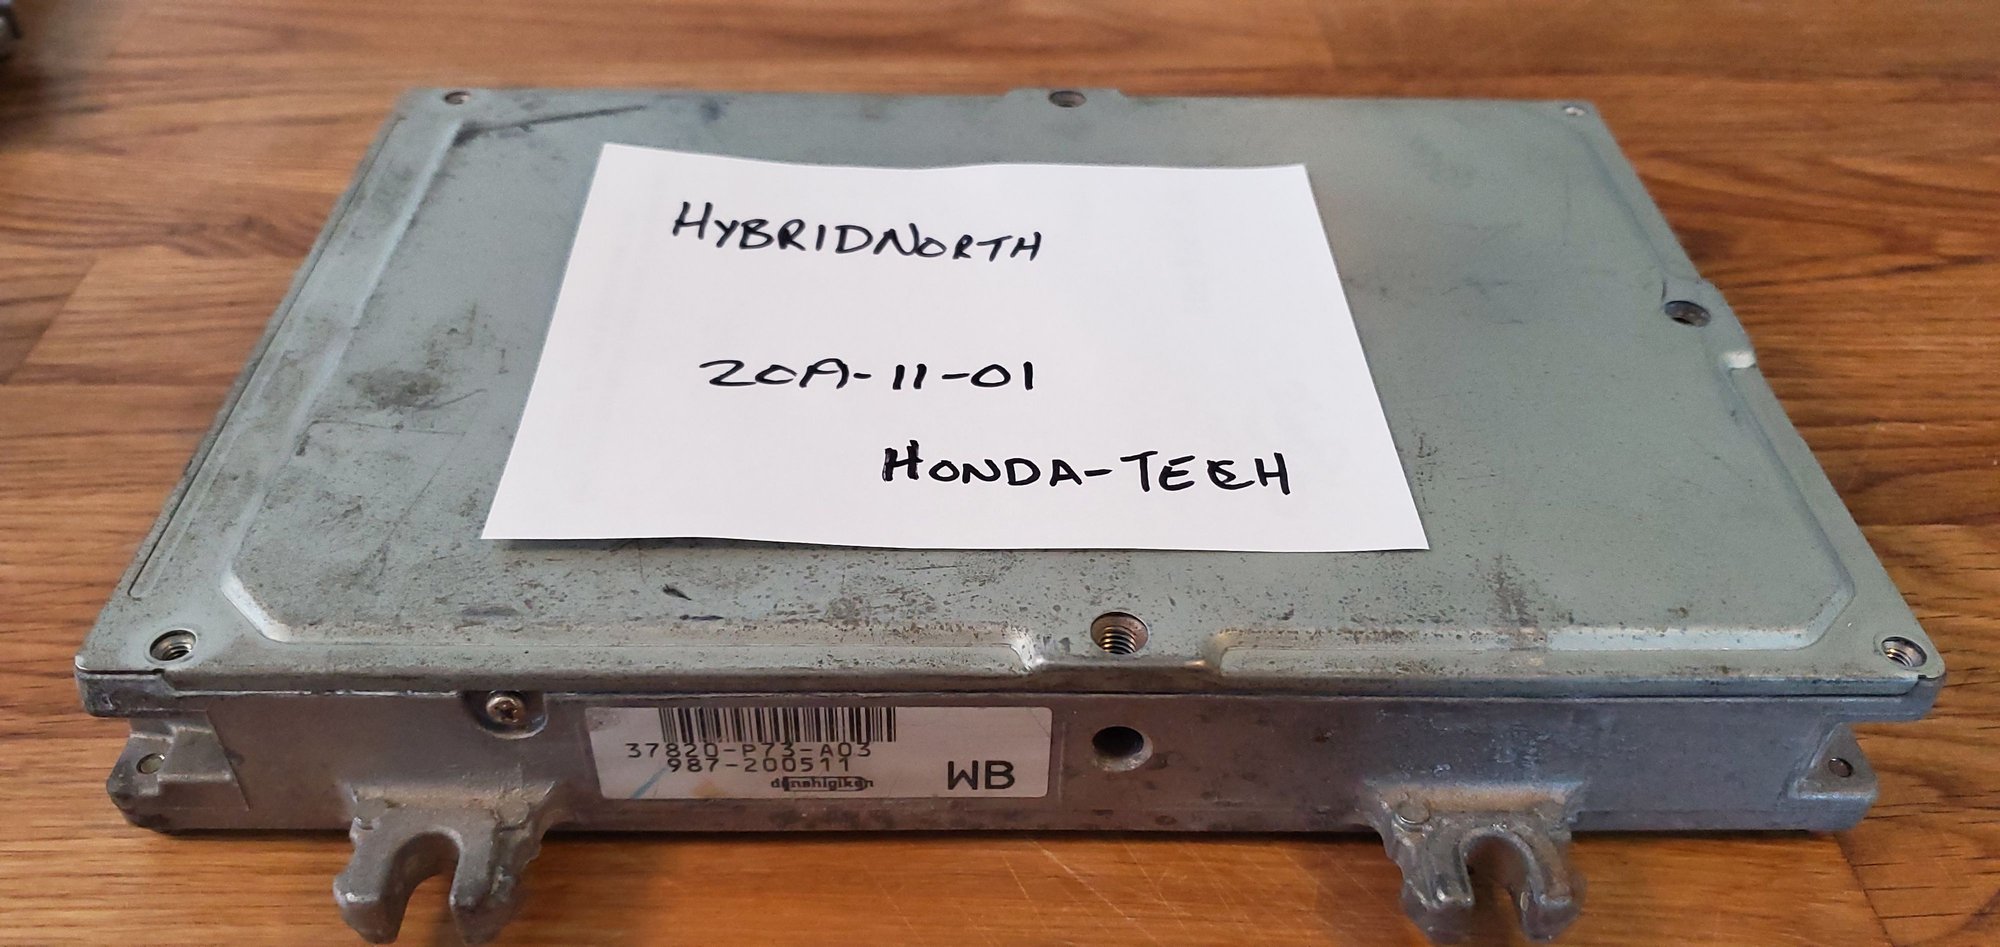 HYBRIDNORTH
20A-11-01
HONDA-TECH
37820-P73-A03
987-200511
denshigiken
WB